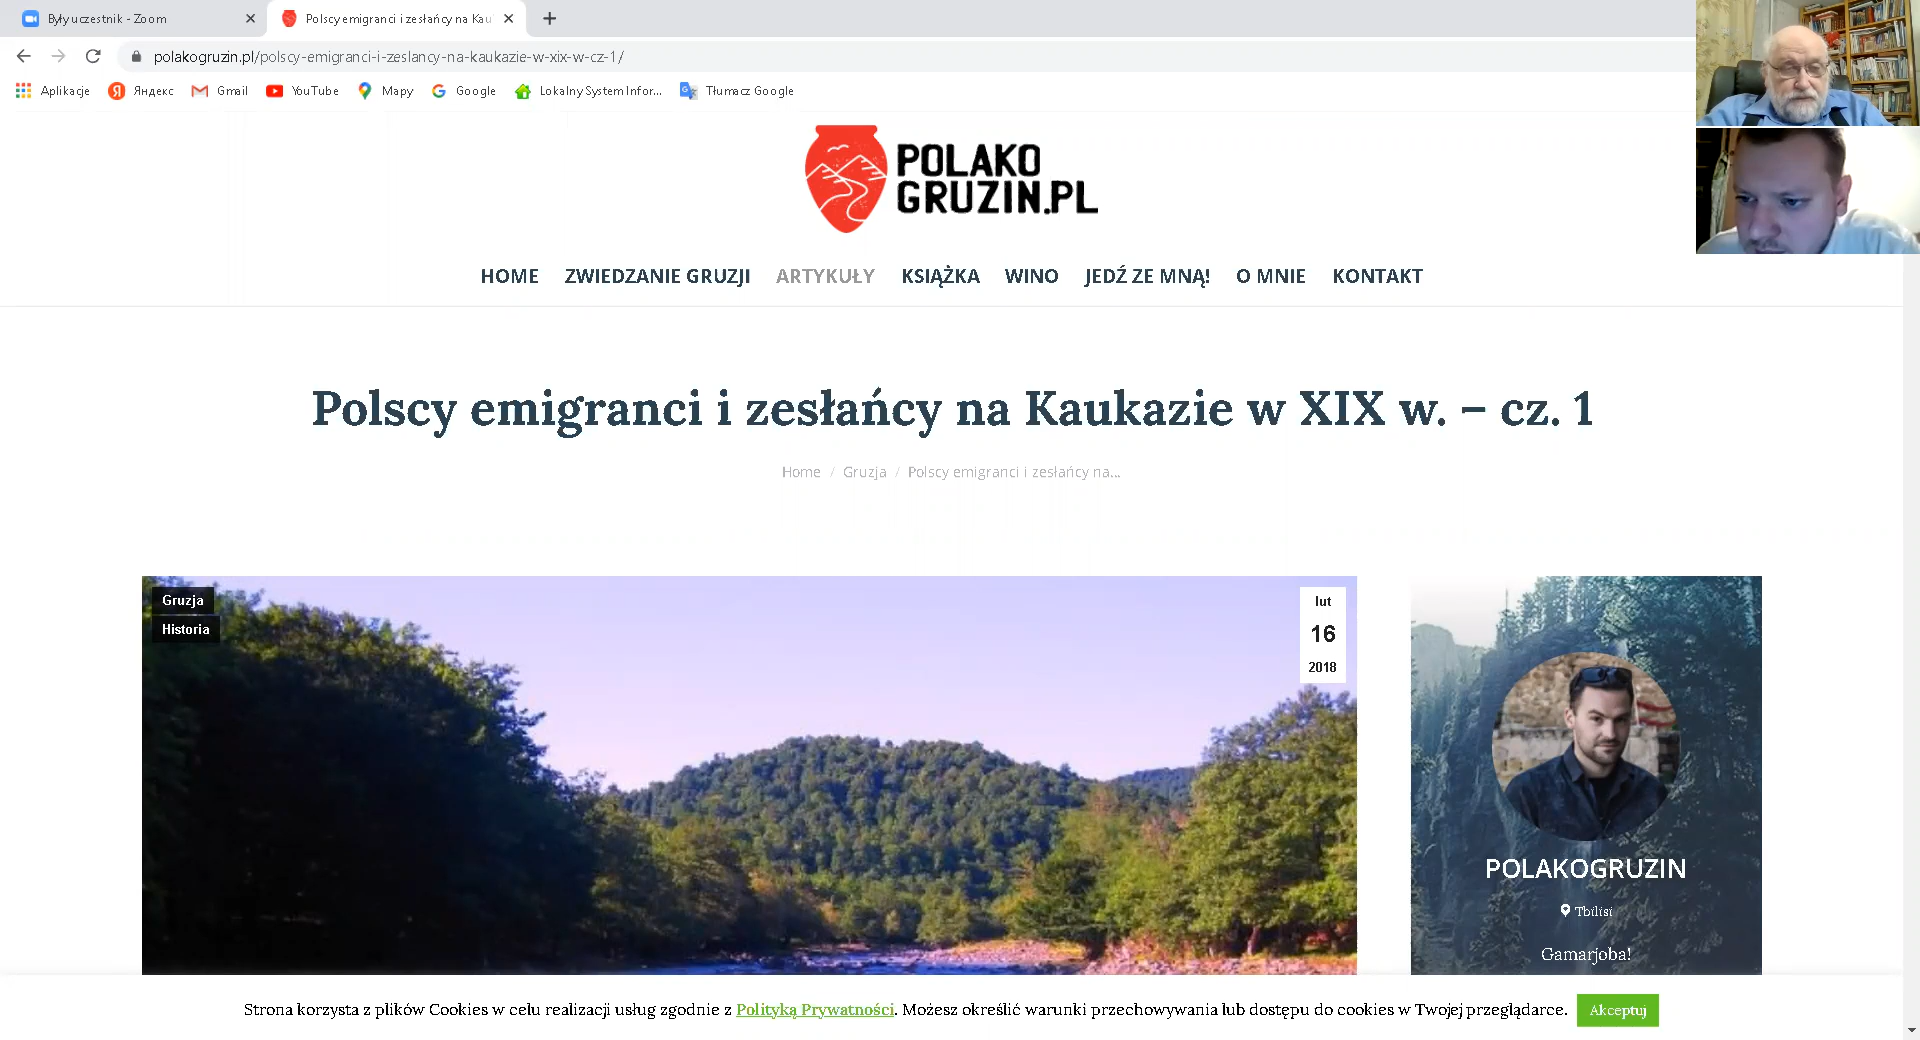 Były uczestnik - Zoom
Polscy emigranci i zesłańcy na Kau
polakogruzin.pl/polscy-emigranci-i-zeslancy-na-kaukazie-w-xix-w-cz-1/
Aplikacje Яндекс Gmail YouTube Mapy Google Lokalny System Infor... Tłumacz Google
POLAKO
GRUZIN.PL
HOME ZWIEDZANIE GRUZJI ARTYKUŁY KSIĄŻKA WINO JEDŹ ZE MNĄ! O MNIE KONTAKT
Polscy emigranci i zesłańcy na Kaukazie w XIX w. – cz. 1
Home / Gruzja / Polscy emigranci i zesłańcy na...
Gruzja
Historia
lut
16
2018
POLAKOGRUZIN
Tbilisi
Gamarjoba!
Strona korzysta z plików Cookies w celu realizacji usług zgodnie z Polityką Prywatności. Możesz określić warunki przechowywania lub dostępu do cookies w Twojej przeglądarce. Akceptuj